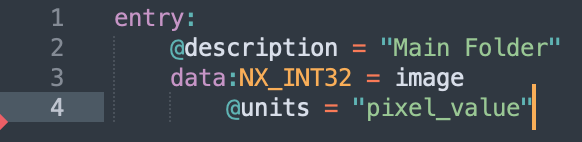 1 entry:
2 @description = "Main Folder"
3 data:NX_INT32 = image
4 @units = "pixel_value"